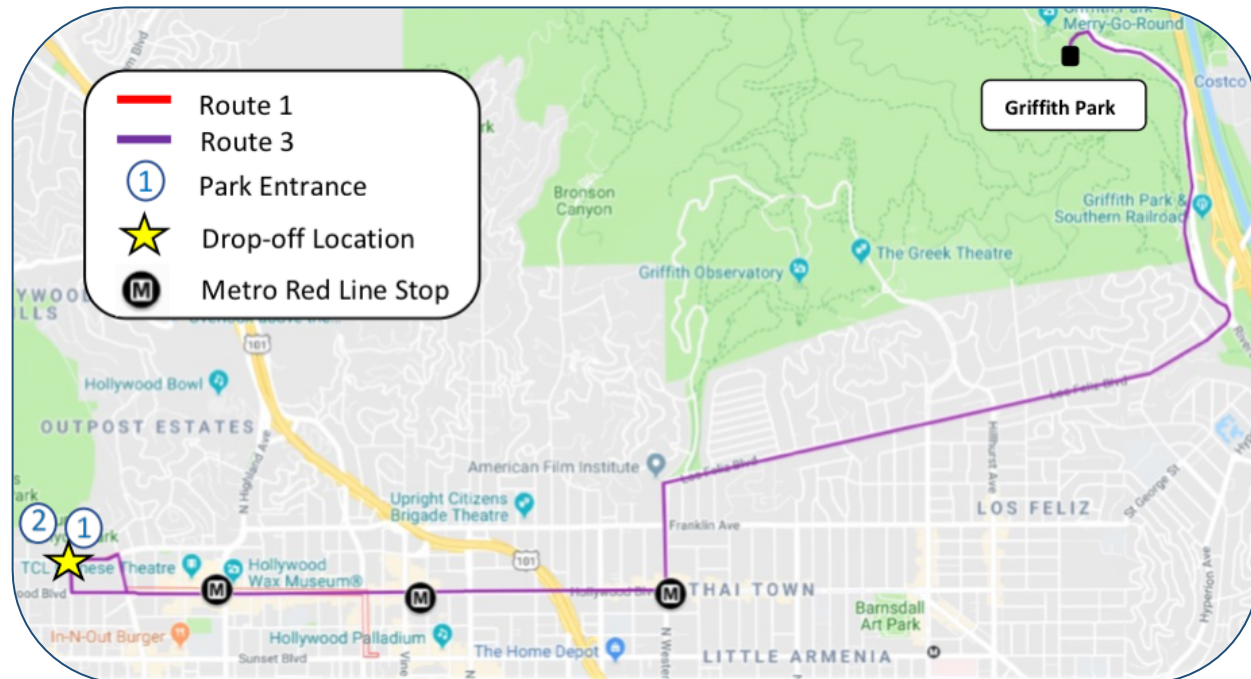 Griffith Park
Merry-Go-Round
Costco
Griffith Park
Route 1
Route 3
1
Park Entrance
Drop-off Location
M
Metro Red Line Stop
Bronson
Canyon
Griffith Park &
Southern Railroad
The Greek Theatre
Griffith Observatory
101
Hollywood Bowl
OUTPOST ESTATES
N Highland Ave
Los Feliz Blvd
Los Feliz Blvd
American Film Institute
Upright Citizens
Brigade Theatre
Franklin Ave
Hillhurst Ave
St George St
LOS FELIZ
Hyperion Ave
2
1
101
TCL
nese Theatre
Hollywood
Wax Museum®
ood Blvd
M
M
Hollywood Blv
M
THAI TOWN
Barnsdall
Art Park
In-N-Out Burger
Hollywood Palladium
Sunset Blvd
Vine
The Home Depot
N Wester
LITTLE ARMENIA
M